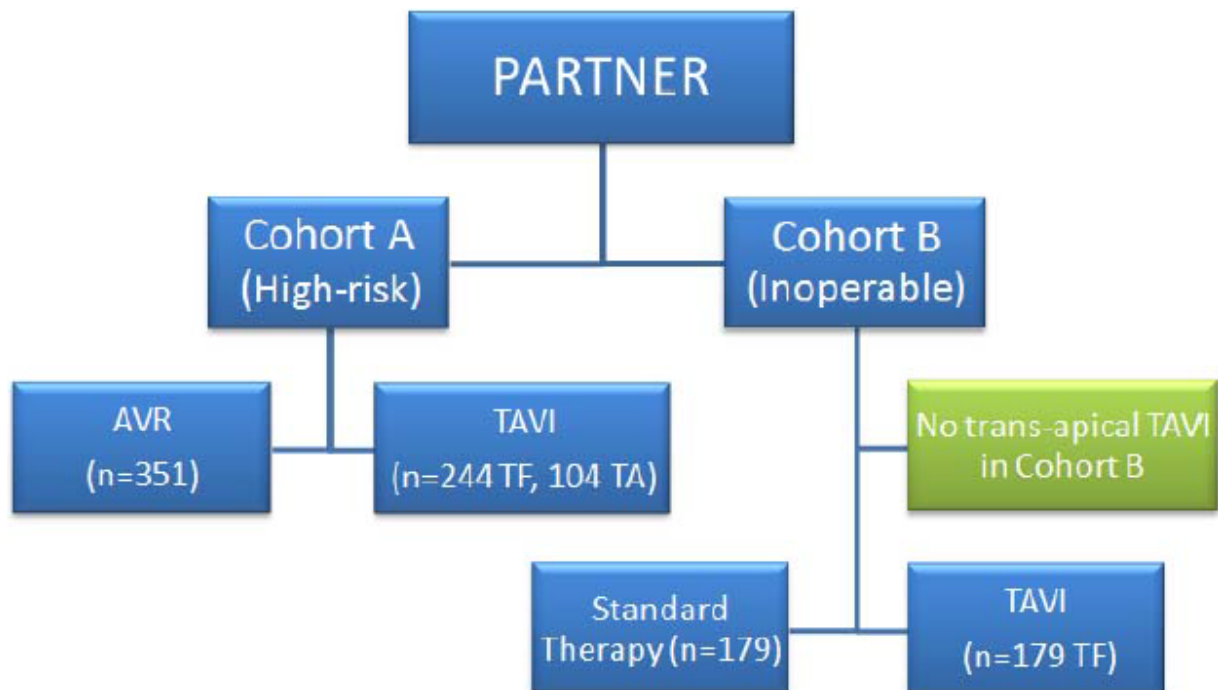 PARTNER
Cohort A
(High-risk)
Cohort B
(Inoperable)
AVR
(n=351)
TAVI
(n=244 TF, 104 TA)
No trans-apical TAVI
in Cohort B
Standard
Therapy (n=179)
TAVI
(n=179 TF)